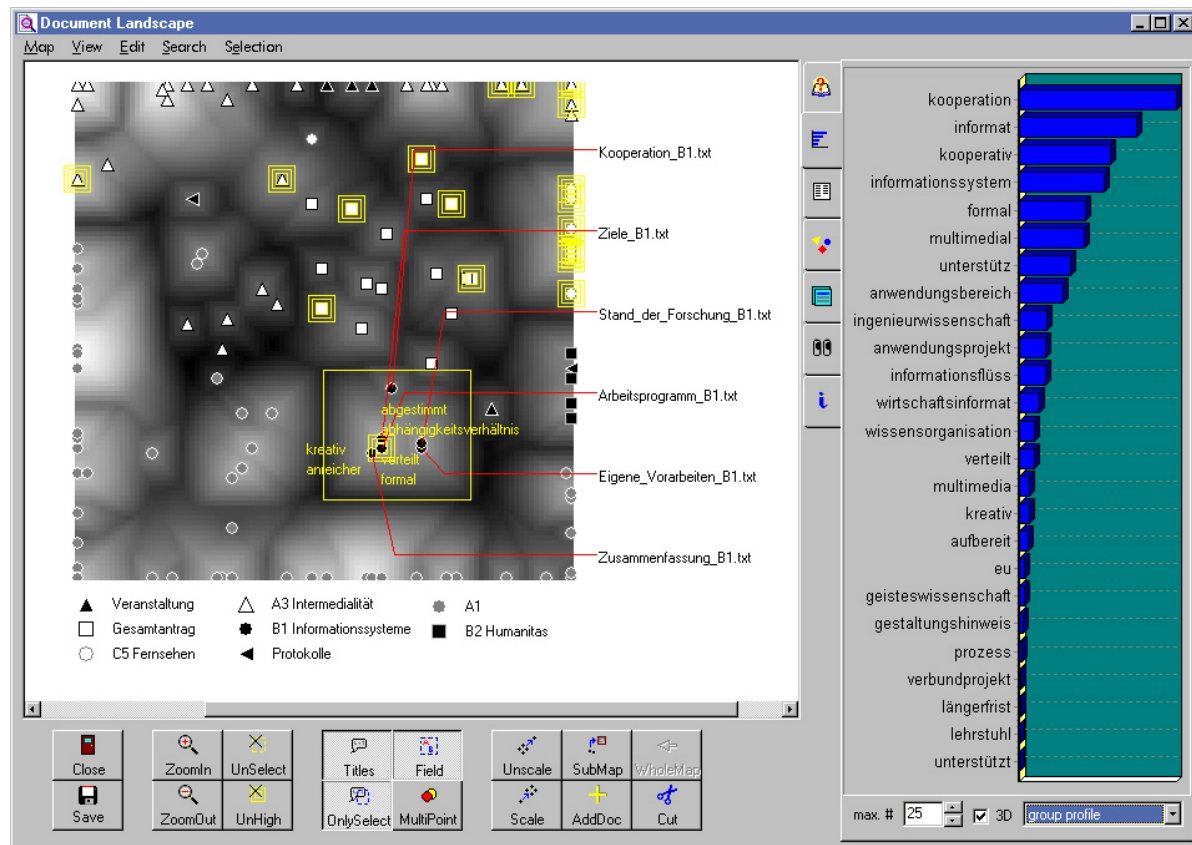 Document Landscape
Map View Edit Search Selection
Kooperation_B1.txt
Ziele_B1.txt
Stand_der_Forschung_B1.txt
Arbeitsprogramm_B1.txt
Eigene_Vorarbeiten_B1.txt
Zusammenfassung_B1.txt
abgestimmt
abhängigkeitsverhältnis
kreativ
anreicher
verteilt
formal
Veranstaltung
A3 Intermedialität
A1
Gesamtantrag
B1 Informationssysteme
B2 Humanitas
C5 Fernsehen
Protokolle
kooperation
informat
kooperativ
informationssystem
formal
multimedial
unterstütz
anwendungsbereich
ingenieurwissenschaft
anwendungsprojekt
informationsflüss
wirtschaftsinformat
wissensorganisation
verteilt
multimedia
kreativ
aufbereit
eu
geisteswissenschaft
gestaltungshinweis
prozess
verbundprojekt
längerfrist
lehrstuhl
unterstützt
max. # 25 3D group profile
Close ZoomIn UnSelect Titles Field Unscale SubMap WholeMap
Save ZoomOut UnHigh OnlySelect MultiPoint Scale AddDoc Cut